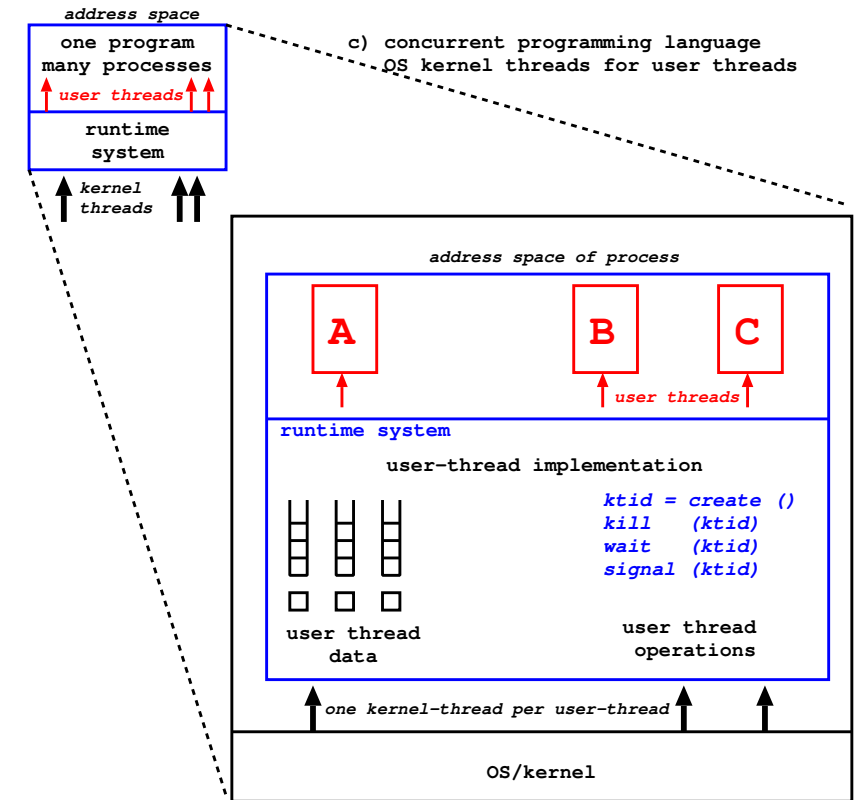 address space
one program
many processes
user threads
runtime
system
kernel
threads
c) concurrent programming language
OS kernel threads for user threads
address space of process
A
B
C
user threads
runtime system
user-thread implementation
ktid = create ()
kill (ktid)
wait (ktid)
signal (ktid)
user thread
data
user thread
operations
one kernel-thread per user-thread
OS/kernel